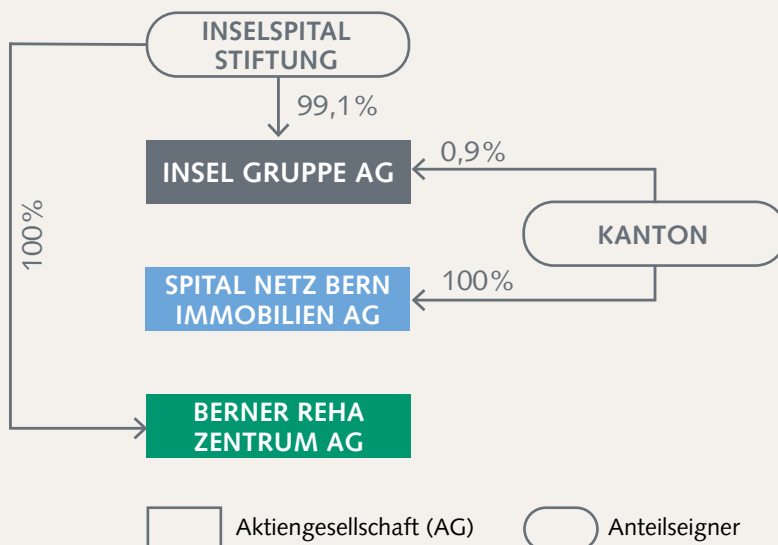 INSELSPITAL
STIFTUNG
99,1%
INSEL GRUPPE AG
0,9%
100%
KANTON
SPITAL NETZ BERN
IMMOBILIEN AG
100%
BERNER REHA
ZENTRUM AG
Aktiengesellschaft (AG)
Anteilseigner